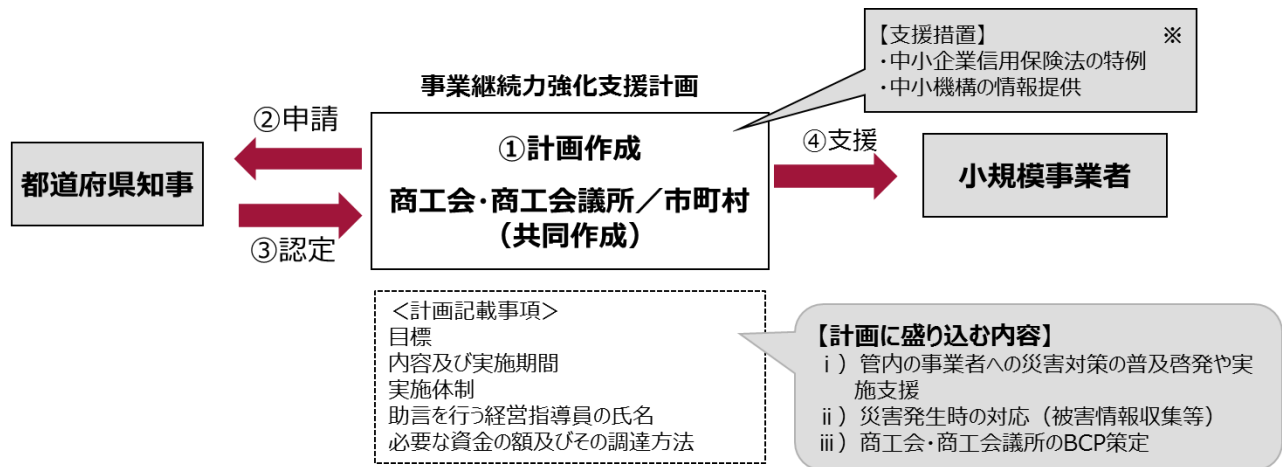 【支援措置】 ※
・中小企業信用保険法の特例
・中小機構の情報提供
事業継続力強化支援計画
②申請
①計画作成
④支援
都道府県知事
商工会・商工会議所／市町村
（共同作成）
小規模事業者
③認定
＜計画記載事項＞
目標
内容及び実施期間
実施体制
助言を行う経営指導員の氏名
必要な資金の額及びその調達方法
【計画に盛り込む内容】
ⅰ）管内の事業者への災害対策の普及啓発や実
施支援
ⅱ）災害発生時の対応（被害情報収集等）
ⅲ）商工会・商工会議所のBCP策定